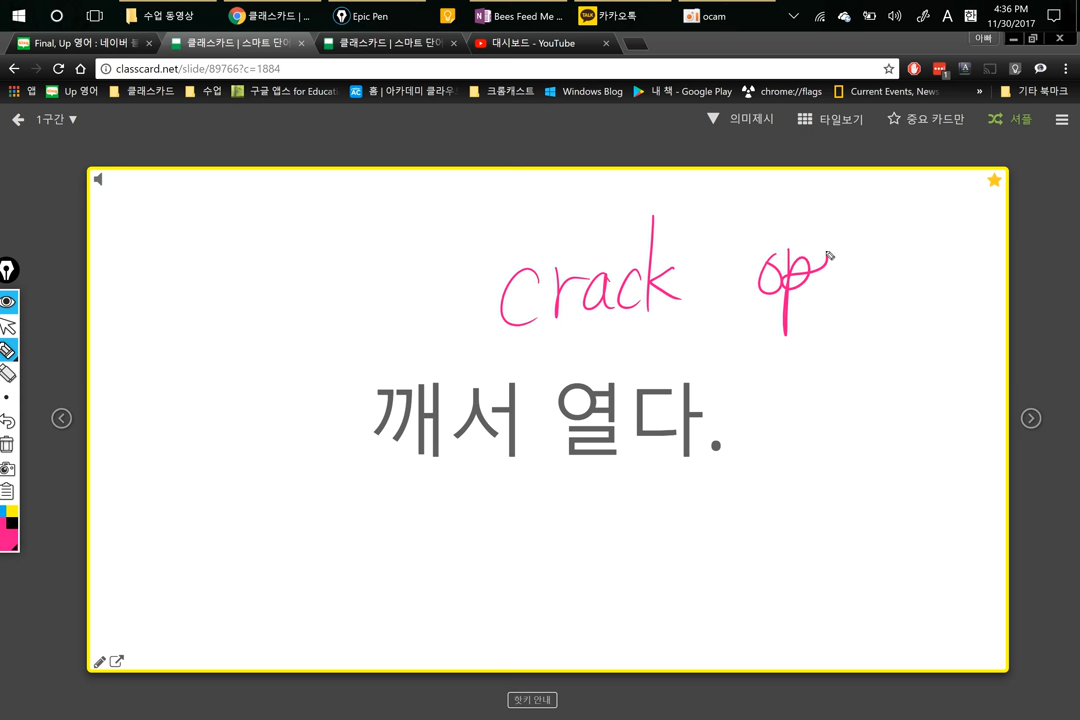 수업 동영상
클래스카드 | ...
Epic Pen
Bees Feed Me ...
TALK
카카오톡
ocam
A
한
4:36 PM
11/30/2017
Final, Up 영어 : 네이버 블
클래스카드 | 스마트 단어
클래스카드 | 스마트 단어
대시보드 - YouTube
아빠
classcard.net/slide/89766?c=1884
앱
Up 영어
클래스카드
수업
구글 앱스 for Educati
홈 | 아카데미 클라우
크롬캐스트
Windows Blog
내 책 - Google Play
chrome://flags
Current Events, News
»
기타 북마크
1구간 ▼
의미제시
타일보기
중요 카드만
셔플
crack op
깨서 열다.
핫키 안내